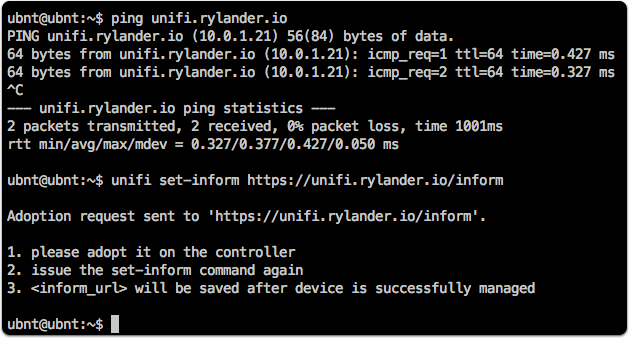 ubnt@ubnt:~$ ping unifi.rylander.io
PING unifi.rylander.io (10.0.1.21) 56(84) bytes of data.
64 bytes from unifi.rylander.io (10.0.1.21): icmp_req=1 ttl=64 time=0.427 ms
64 bytes from unifi.rylander.io (10.0.1.21): icmp_req=2 ttl=64 time=0.327 ms
^C
--- unifi.rylander.io ping statistics ---
2 packets transmitted, 2 received, 0% packet loss, time 1001ms
rtt min/avg/max/mdev = 0.327/0.377/0.427/0.050 ms
ubnt@ubnt:~$ unifi set-inform https://unifi.rylander.io/inform
Adoption request sent to 'https://unifi.rylander.io/inform'.
1. please adopt it on the controller
2. issue the set-inform command again
3. <inform_url> will be saved after device is successfully managed
ubnt@ubnt:~$